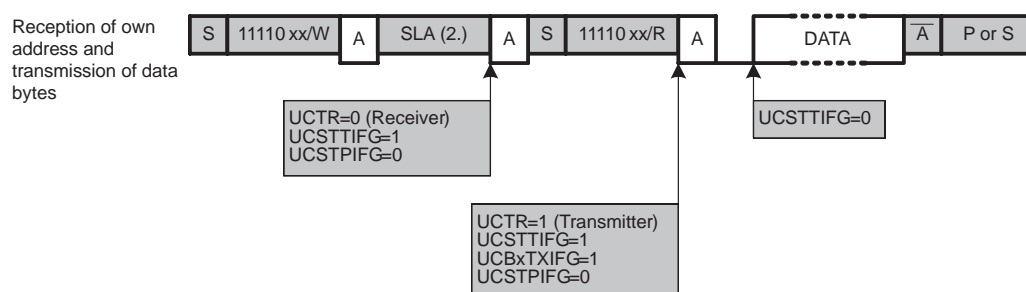 Reception of own
address and
transmission of data
bytes
S 11110 xx/W A SLA (2.) A S 11110 xx/R A DATA A P or S
UCTR=0 (Receiver)
UCSTTIFG=1
UCSTPIFG=0
UCSTTIFG=0
UCTR=1 (Transmitter)
UCSTTIFG=1
UCBxTXIFG=1
UCSTPIFG=0